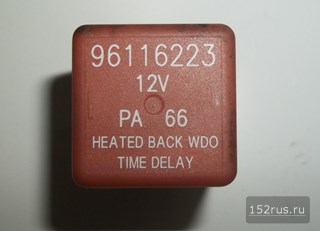 96116223
12V
PA 66
HEATED BACK WDO
TIME DELAY
152rus.ru